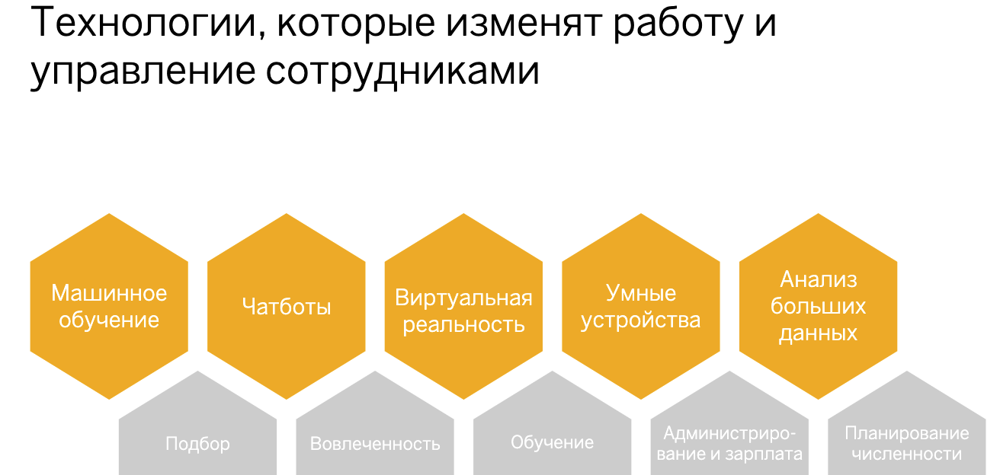 Технологии, которые изменят работу и
управление сотрудниками
Машинное
обучение
Чатботы
Виртуальная
реальность
Умные
устройства
Анализ
больших
данных
Подбор
Вовлеченность
Обучение
Администриро-
вание и зарплата
Планирование
численности